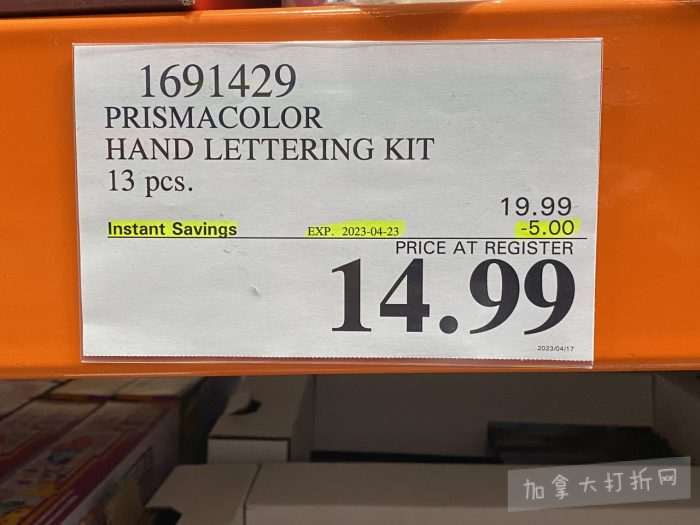 1691429
PRISMACOLOR
HAND LETTERING KIT
13 pcs.
19.99
Instant Savings EXP. 2023-04-23 -5.00
PRICE AT REGISTER
14.99
2023/04/17
加拿大打折网